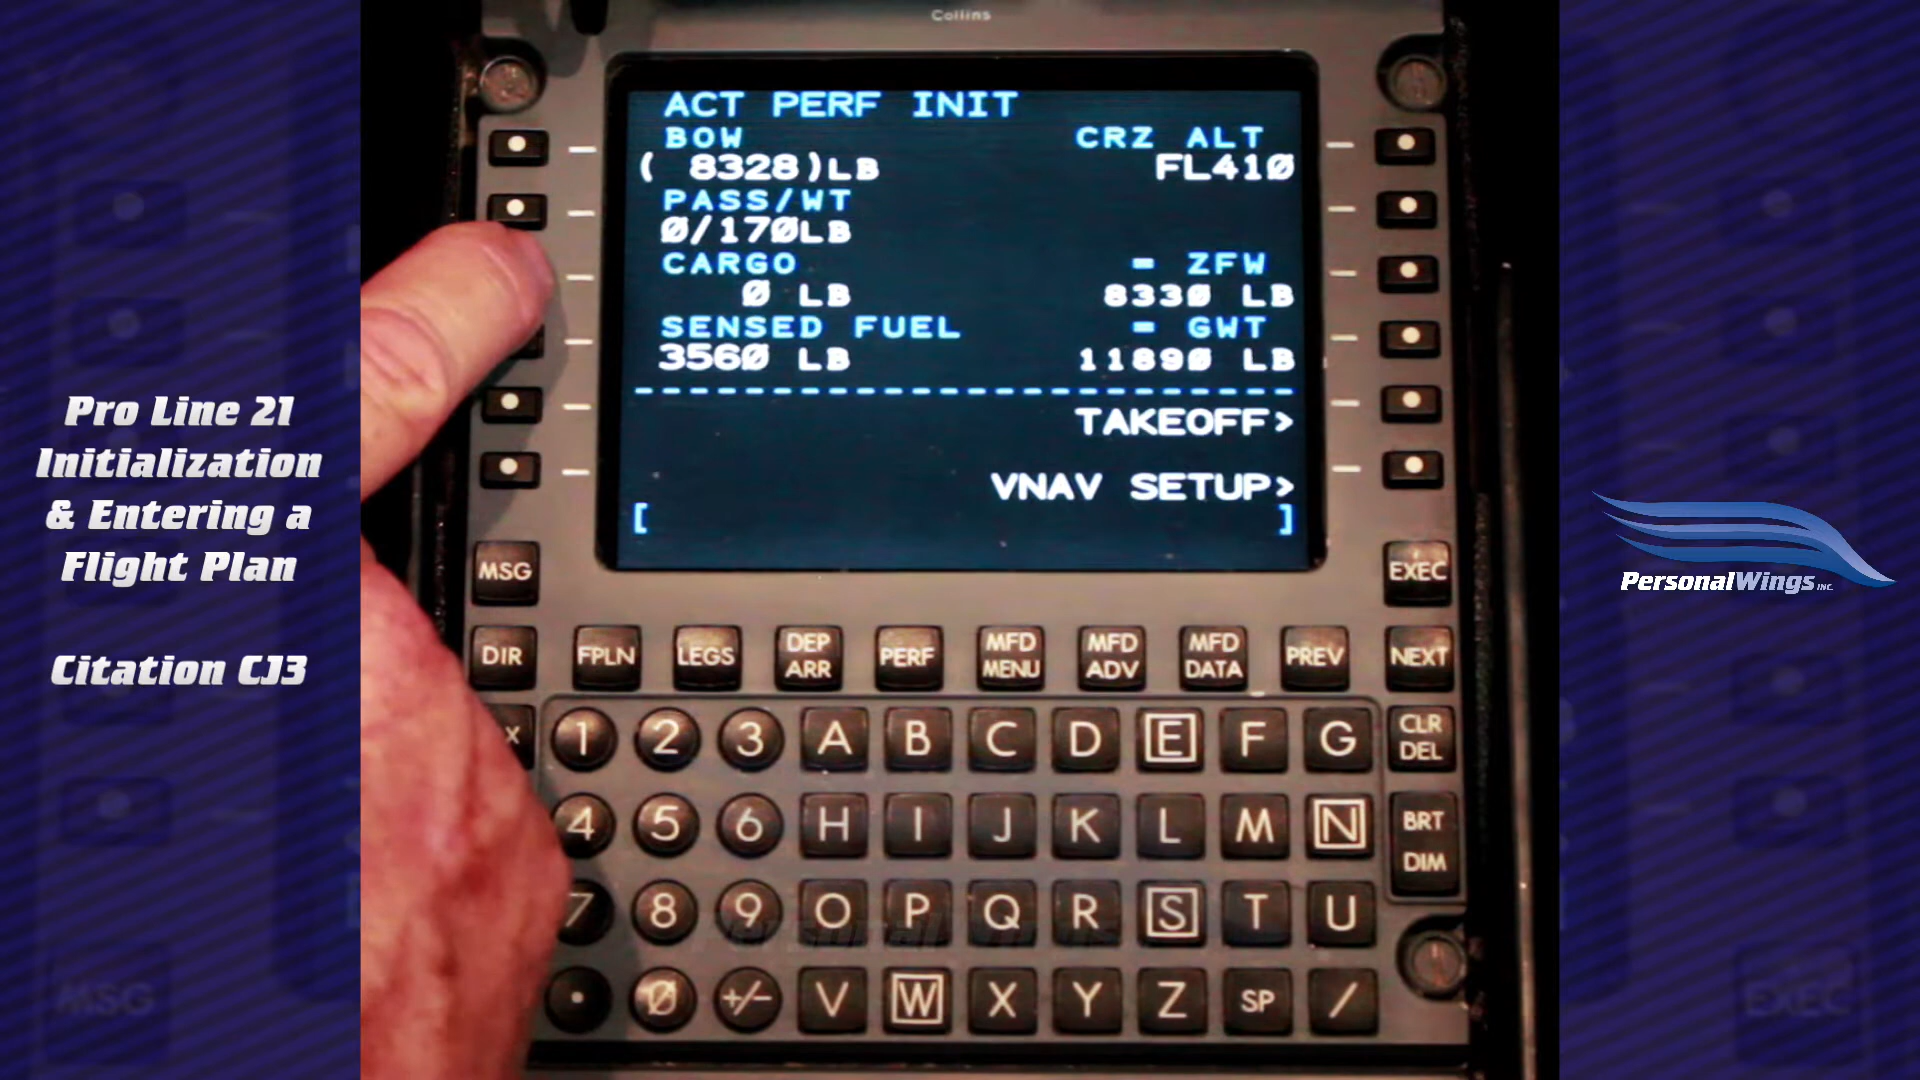 Collins
ACT PERF INIT
BOW CRZ ALT
( 8328)LB FL410
PASS/WT
0/170LB
CARGO = ZFW
0 LB 8330 LB
SENSED FUEL = GWT
3560 LB 11890 LB
------------------------
TAKEOFF>
VNAV SETUP>
[ ]
MSG EXEC
DIR FPLN LEGS DEP ARR PERF MFD MENU MFD ADV MFD DATA PREV NEXT
1 2 3 A B C D E F G CLR DEL
4 5 6 H I J K L M N BRT DIM
7 8 9 O P Q R S T U
. 0 +/- V W X Y Z SP /
Pro Line 21
Initialization
& Entering a
Flight Plan
Citation CJ3
PersonalWings INC.
MSG
EXEC